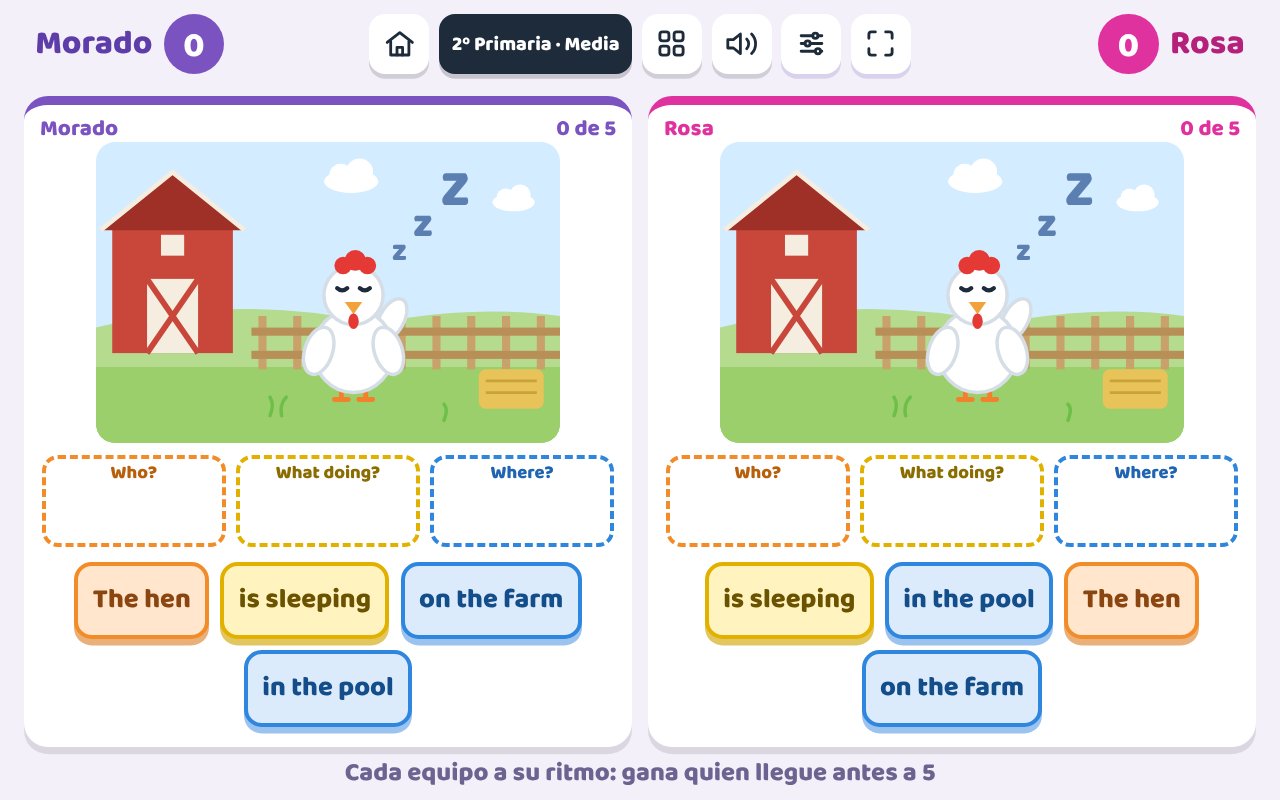 Morado 0
2º Primaria · Media
0 Rosa
Morado 0 de 5
z z Z
Who? What doing? Where?
The hen is sleeping on the farm
in the pool
Rosa 0 de 5
z z Z
Who? What doing? Where?
is sleeping in the pool The hen
on the farm
Cada equipo a su ritmo: gana quien llegue antes a 5